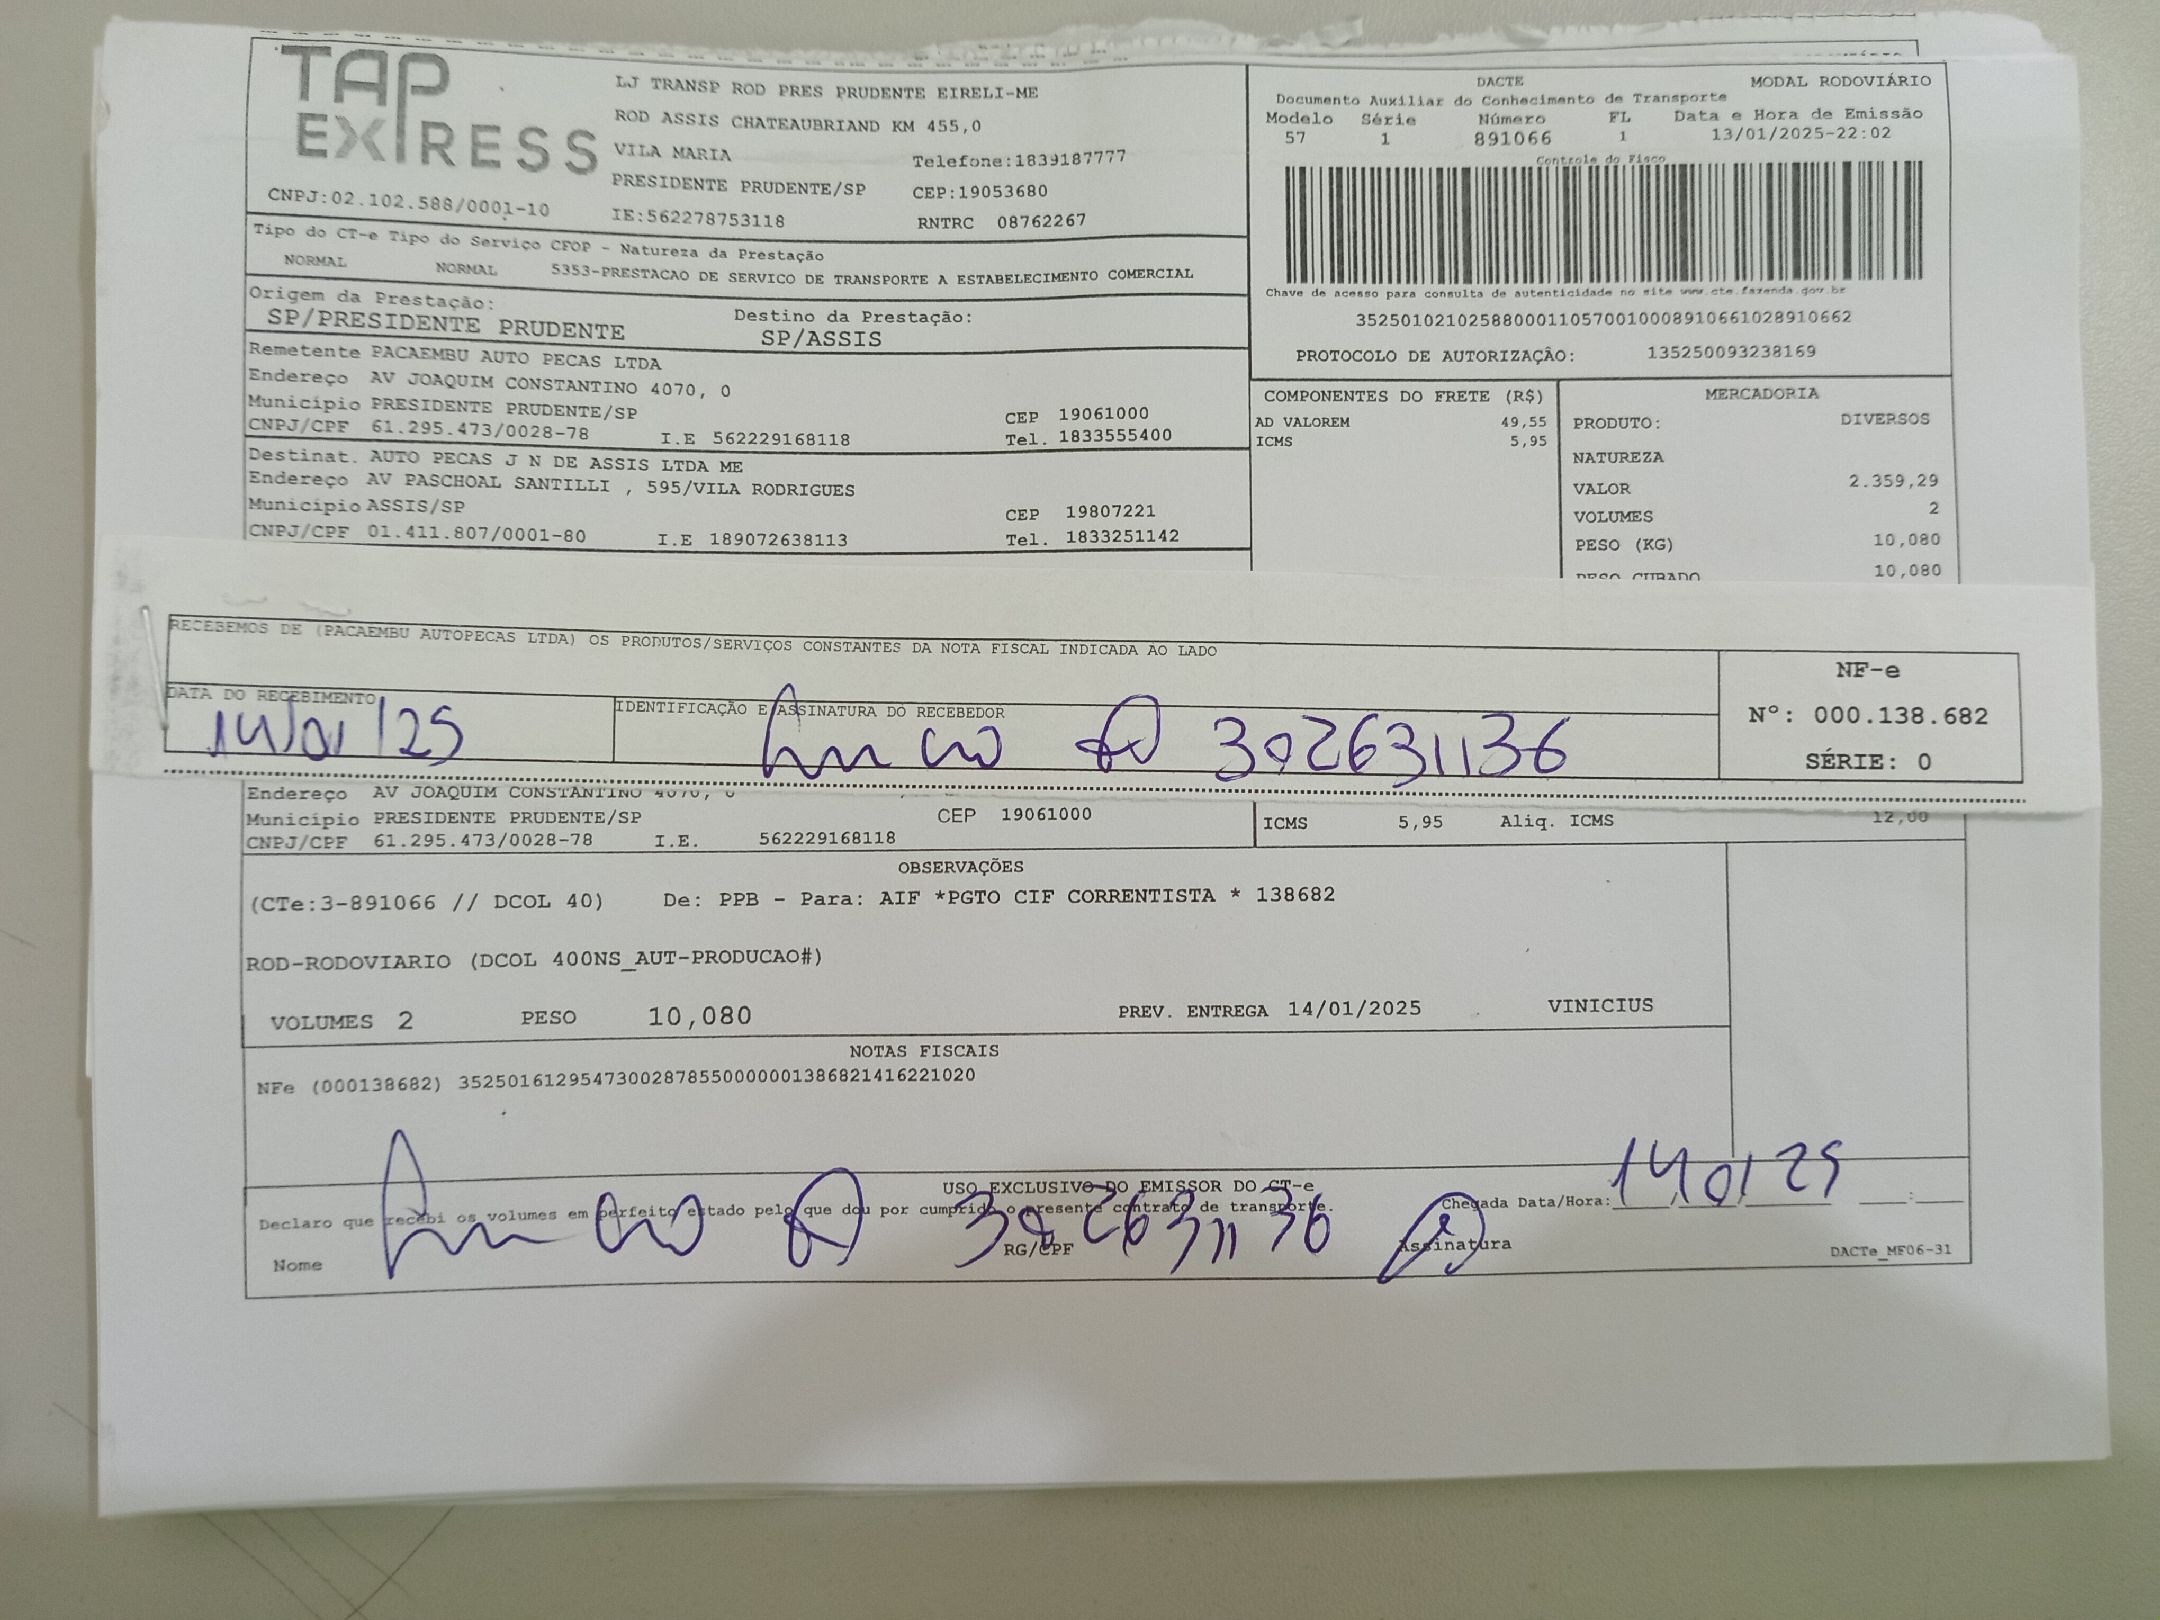 TAP
EXPRESS
CNPJ:02.102.588/0001-10
LJ TRANSP ROD PRES PRUDENTE EIRELI-ME
ROD ASSIS CHATEAUBRIAND KM 455,0
VILA MARIA Telefone:1839187777
PRESIDENTE PRUDENTE/SP CEP:19053680
IE:562278753118 RNTRC 08762267
DACTE MODAL RODOVIÁRIO
Documento Auxiliar do Conhecimento de Transporte
Modelo Série Número FL Data e Hora de Emissão
57 1 891066 1 13/01/2025-22:02
Controle do Fisco
Chave de acesso para consulta de autenticidade no site www.cte.fazenda.gov.br
35250102102588000110570010008910661028910662
PROTOCOLO DE AUTORIZAÇÃO: 135250093238169
Tipo do CT-e Tipo do Serviço CFOP - Natureza da Prestação
NORMAL NORMAL 5353-PRESTACAO DE SERVICO DE TRANSPORTE A ESTABELECIMENTO COMERCIAL
Origem da Prestação: Destino da Prestação:
SP/PRESIDENTE PRUDENTE SP/ASSIS
Remetente PACAEMBU AUTO PECAS LTDA
Endereço AV JOAQUIM CONSTANTINO 4070, 0
Município PRESIDENTE PRUDENTE/SP CEP 19061000
CNPJ/CPF 61.295.473/0028-78 I.E 562229168118 Tel. 1833555400
Destinat. AUTO PECAS J N DE ASSIS LTDA ME
Endereço AV PASCHOAL SANTILLI , 595/VILA RODRIGUES
Município ASSIS/SP CEP 19807221
CNPJ/CPF 01.411.807/0001-80 I.E 189072638113 Tel. 1833251142
COMPONENTES DO FRETE (R$)
AD VALOREM 49,55
ICMS 5,95
MERCADORIA
PRODUTO: DIVERSOS
NATUREZA
VALOR 2.359,29
VOLUMES 2
PESO (KG) 10,080
PESO CUBADO 10,080
RECEBEMOS DE (PACAEMBU AUTOPECAS LTDA) OS PRODUTOS/SERVIÇOS CONSTANTES DA NOTA FISCAL INDICADA AO LADO
DATA DO RECEBIMENTO
14/01/25
IDENTIFICAÇÃO E ASSINATURA DO RECEBEDOR
302631136
NF-e
Nº: 000.138.682
SÉRIE: 0
Endereço AV JOAQUIM CONSTANTINO 4070, 0
Município PRESIDENTE PRUDENTE/SP CEP 19061000
CNPJ/CPF 61.295.473/0028-78 I.E. 562229168118
ICMS 5,95 Aliq. ICMS 12,00
OBSERVAÇÕES
(CTe:3-891066 // DCOL 40) De: PPB - Para: AIF *PGTO CIF CORRENTISTA * 138682
ROD-RODOVIARIO (DCOL 400NS_AUT-PRODUCAO#)
VOLUMES 2 PESO 10,080 PREV. ENTREGA 14/01/2025 VINICIUS
NOTAS FISCAIS
NFe (000138682) 35250161295473002878550000001386821416221020
USO EXCLUSIVO DO EMISSOR DO CT-e
Declaro que recebi os volumes em perfeito estado pelo que dou por cumprido o presente contrato de transporte.
Chegada Data/Hora: 14/01/25 :
Nome RG/CPF 302631136 Assinatura
DACTe_MF06-31